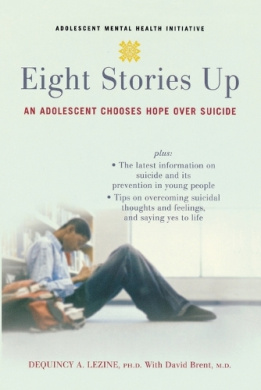 ADOLESCENT MENTAL HEALTH INITIATIVE
Eight Stories Up
AN ADOLESCENT CHOOSES HOPE OVER SUICIDE
plus:
• The latest information on
suicide and its
prevention in young people
• Tips on overcoming suicidal
thoughts and feelings,
and saying yes to life
DEQUINCY A. LEZINE, PH.D. With David Brent, M.D.